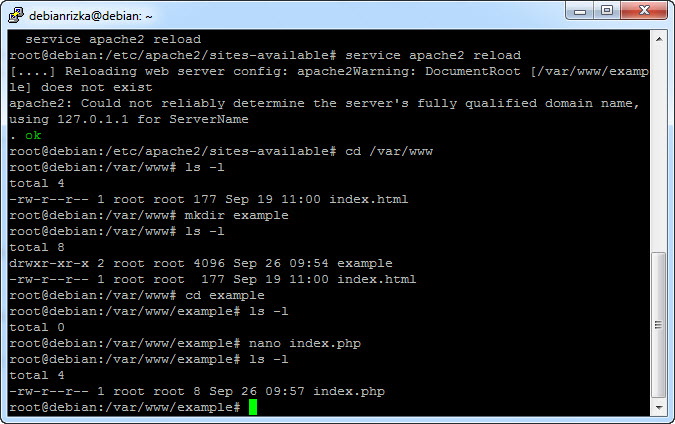 debianrizka@debian: ~
  service apache2 reload
root@debian:/etc/apache2/sites-available# service apache2 reload
[....] Reloading web server config: apache2Warning: DocumentRoot [/var/www/examp
le] does not exist
apache2: Could not reliably determine the server's fully qualified domain name,
using 127.0.1.1 for ServerName
. ok
root@debian:/etc/apache2/sites-available# cd /var/www
root@debian:/var/www# ls -l
total 4
-rw-r--r-- 1 root root 177 Sep 19 11:00 index.html
root@debian:/var/www# mkdir example
root@debian:/var/www# ls -l
total 8
drwxr-xr-x 2 root root 4096 Sep 26 09:54 example
-rw-r--r-- 1 root root  177 Sep 19 11:00 index.html
root@debian:/var/www# cd example
root@debian:/var/www/example# ls -l
total 0
root@debian:/var/www/example# nano index.php
root@debian:/var/www/example# ls -l
total 4
-rw-r--r-- 1 root root 8 Sep 26 09:57 index.php
root@debian:/var/www/example#